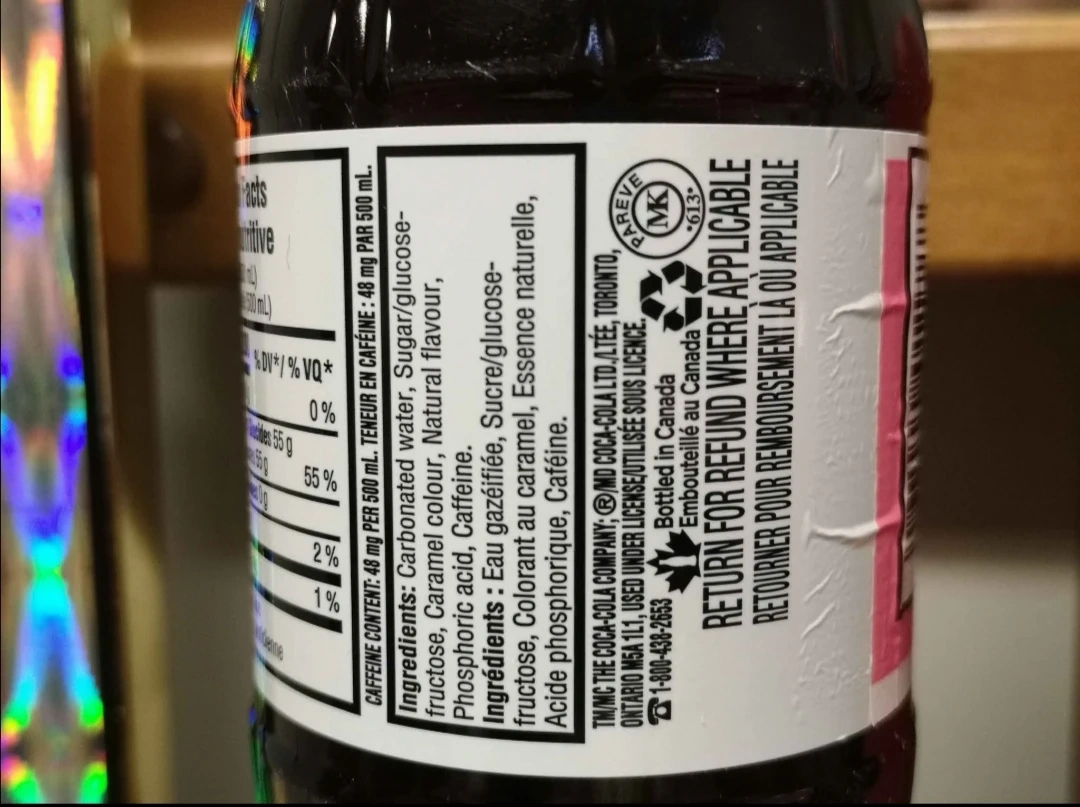 acts
nutritive
500 mL)
% DV* / % VQ*
0 %
55 g
55 g
55 %
0 g
2 %
1 %
CAFFEINE CONTENT: 48 mg PER 500 mL. TENEUR EN CAFÉINE : 48 mg PAR 500 mL.
Ingredients: Carbonated water, Sugar/glucose-
fructose, Caramel colour, Natural flavour,
Phosphoric acid, Caffeine.
Ingrédients : Eau gazéifiée, Sucre/glucose-
fructose, Colorant au caramel, Essence naturelle,
Acide phosphorique, Caféine.
TM/MC THE COCA-COLA COMPANY; ®/MD COCA-COLA LTD./LTÉE, TORONTO,
ONTARIO M5A 1L1, USED UNDER LICENSE/UTILISÉE SOUS LICENCE.
1-800-438-2653
Bottled in Canada
Embouteillé au Canada
PAREVE
MK
•613•
RETURN FOR REFUND WHERE APPLICABLE
RETOURNER POUR REMBOURSEMENT LÀ OÙ APPLICABLE